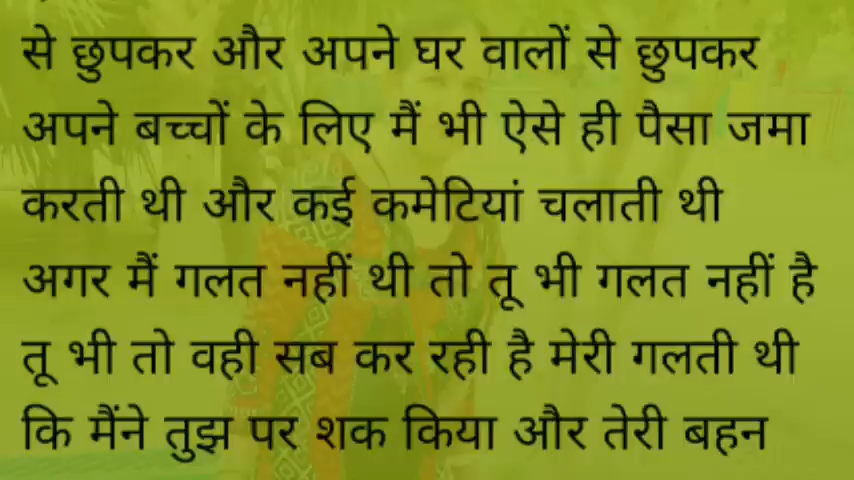 से छुपकर और अपने घर वालों से छुपकर
अपने बच्चों के लिए मैं भी ऐसे ही पैसा जमा
करती थी और कई कमेटियां चलाती थी
अगर मैं गलत नहीं थी तो तू भी गलत नहीं है
तू भी तो वही सब कर रही है मेरी गलती थी
कि मैंने तुझ पर शक किया और तेरी बहन